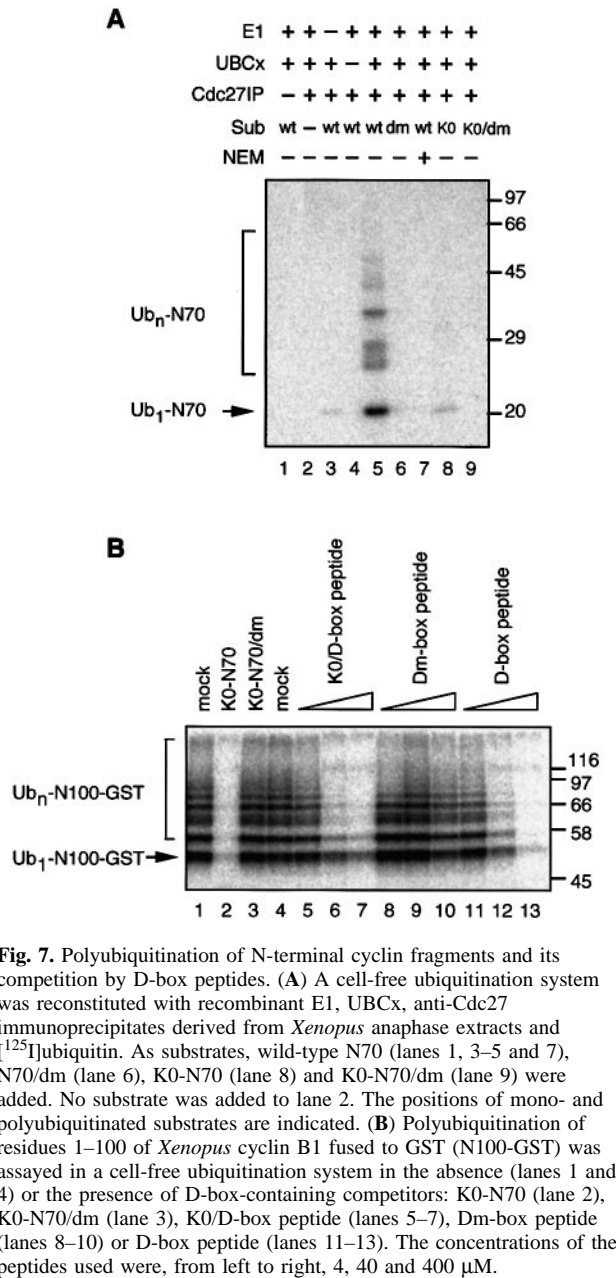 A
E1 + + – + + + + + +
UBCx + + + – + + + + +
Cdc27IP – + + + + + + + +
Sub wt – wt wt wt dm wt K0 K0/dm
NEM – – – – – – + – –
97
66
45
Ubn-N70
29
Ub1-N70
20
1 2 3 4 5 6 7 8 9
B
mock
K0-N70
K0-N70/dm
mock
K0/D-box peptide
Dm-box peptide
D-box peptide
116
97
Ubn-N100-GST
66
58
Ub1-N100-GST
45
1 2 3 4 5 6 7 8 9 10 11 12 13
Fig. 7. Polyubiquitination of N-terminal cyclin fragments and its
competition by D-box peptides. (A) A cell-free ubiquitination system
was reconstituted with recombinant E1, UBCx, anti-Cdc27
immunoprecipitates derived from Xenopus anaphase extracts and
[125I]ubiquitin. As substrates, wild-type N70 (lanes 1, 3–5 and 7),
N70/dm (lane 6), K0-N70 (lane 8) and K0-N70/dm (lane 9) were
added. No substrate was added to lane 2. The positions of mono- and
polyubiquitinated substrates are indicated. (B) Polyubiquitination of
residues 1–100 of Xenopus cyclin B1 fused to GST (N100-GST) was
assayed in a cell-free ubiquitination system in the absence (lanes 1 and
4) or the presence of D-box-containing competitors: K0-N70 (lane 2),
K0-N70/dm (lane 3), K0/D-box peptide (lanes 5–7), Dm-box peptide
(lanes 8–10) or D-box peptide (lanes 11–13). The concentrations of the
peptides used were, from left to right, 4, 40 and 400 μM.